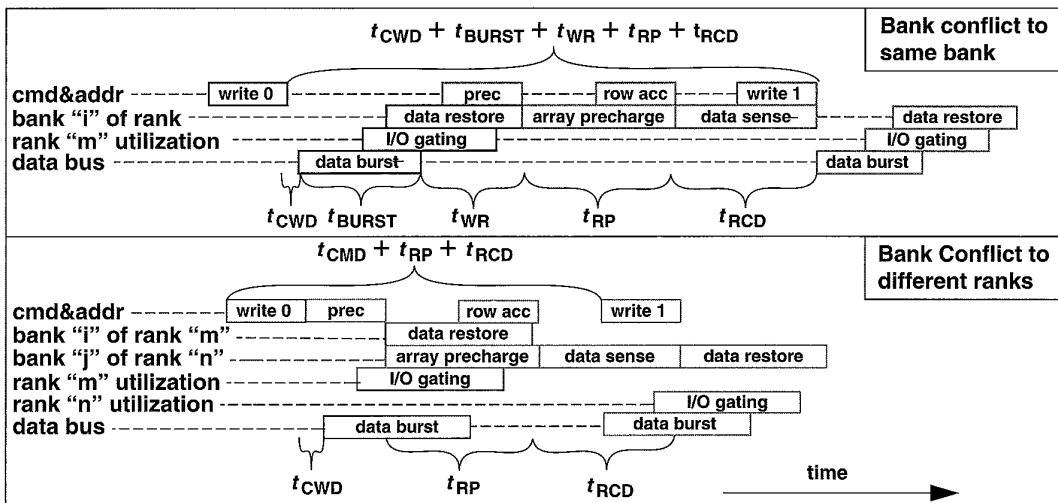 tCWD + tBURST + tWR + tRP + tRCD
Bank conflict to
same bank
cmd&addr
write 0
prec
row acc
write 1
bank “i” of rank
data restore
array precharge
data sense
data restore
rank “m” utilization
I/O gating
I/O gating
data bus
data burst
data burst
tCWD
tBURST
tWR
tRP
tRCD
tCMD + tRP + tRCD
Bank Conflict to
different ranks
cmd&addr
write 0
prec
row acc
write 1
bank “i” of rank “m”
data restore
bank “j” of rank “n”
array precharge
data sense
data restore
rank “m” utilization
I/O gating
rank “n” utilization
I/O gating
data bus
data burst
data burst
tCWD
tRP
tRCD
time